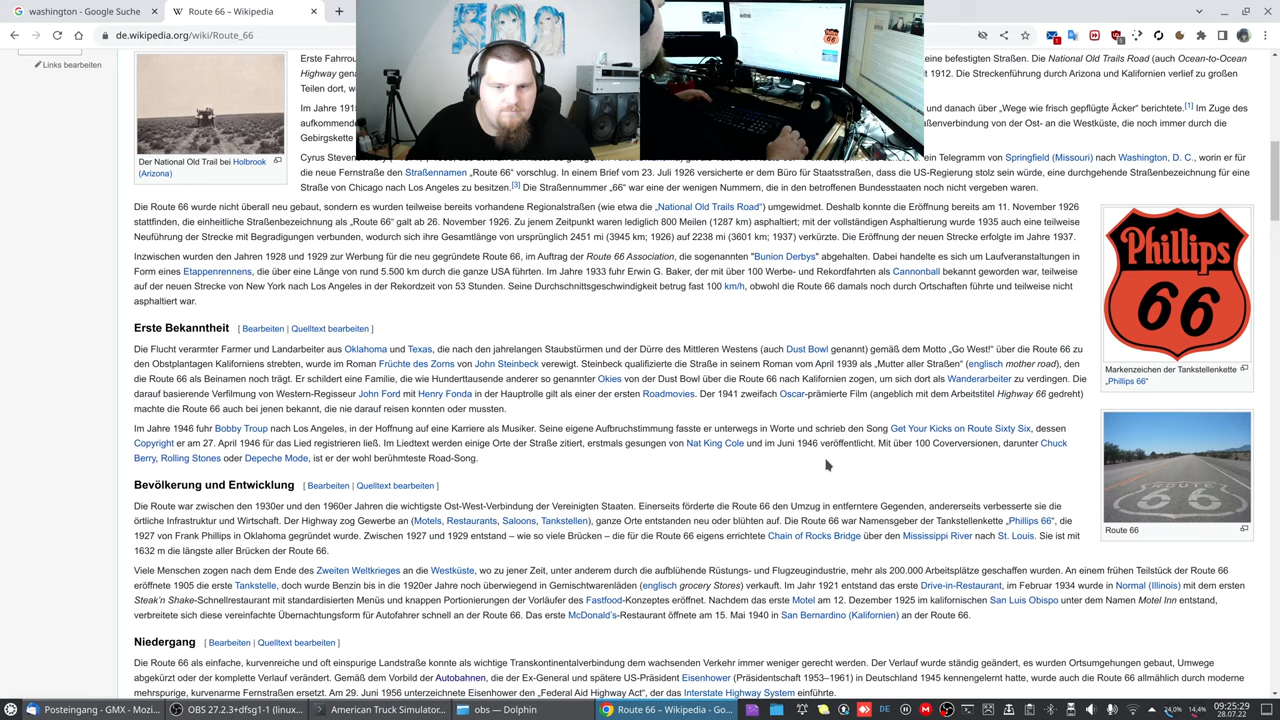 washington - Google Suche
Route 66 – Wikipedia
de.wikipedia.org/wiki/Route_66
Links bearbeiten
Der National Old Trail bei Holbrook
(Arizona)
Erste Fahrrou
eine befestigten Straßen. Die National Old Trails Road (auch Ocean-to-Ocean
Highway gena
t 1912. Die Streckenführung durch Arizona und Kalifornien verlief zu großen
Teilen dort, w
Im Jahre 191
und danach über „Wege wie frisch gepflügte Äcker“ berichtete.[1] Im Zuge des
aufkommende
aßenverbindung von der Ost- an die Westküste, die noch immer durch die
Gebirgskette
Cyrus Stevens
ein Telegramm von Springfield (Missouri) nach Washington, D. C., worin er für
die neue Fernstraße den Straßennamen „Route 66“ vorschlug. In einem Brief vom 23. Juli 1926 versicherte er dem Büro für Staatsstraßen, dass die US-Regierung stolz sein würde, eine durchgehende Straßenbezeichnung für eine
Straße von Chicago nach Los Angeles zu besitzen.[3] Die Straßennummer „66“ war eine der wenigen Nummern, die in den betroffenen Bundesstaaten noch nicht vergeben waren.
Die Route 66 wurde nicht überall neu gebaut, sondern es wurden teilweise bereits vorhandene Regionalstraßen (wie etwa die „National Old Trails Road“) umgewidmet. Deshalb konnte die Eröffnung bereits am 11. November 1926
stattfinden, die einheitliche Straßenbezeichnung als „Route 66“ galt ab 26. November 1926. Zu jenem Zeitpunkt waren lediglich 800 Meilen (1287 km) asphaltiert; mit der vollständigen Asphaltierung wurde 1935 auch eine teilweise
Neuführung der Strecke mit Begradigungen verbunden, wodurch sich ihre Gesamtlänge von ursprünglich 2451 mi (3945 km; 1926) auf 2238 mi (3601 km; 1937) verkürzte. Die Eröffnung der neuen Strecke erfolgte im Jahre 1937.
Inzwischen wurden den Jahren 1928 und 1929 zur Werbung für die neu gegründete Route 66, im Auftrag der Route 66 Association, die sogenannten "Bunion Derbys" abgehalten. Dabei handelte es sich um Laufveranstaltungen in
Form eines Etappenrennens, die über eine Länge von rund 5.500 km durch die ganze USA führten. Im Jahre 1933 fuhr Erwin G. Baker, der mit über 100 Werbe- und Rekordfahrten als Cannonball bekannt geworden war, teilweise
auf der neuen Strecke von New York nach Los Angeles in der Rekordzeit von 53 Stunden. Seine Durchschnittsgeschwindigkeit betrug fast 100 km/h, obwohl die Route 66 damals noch durch Ortschaften führte und teilweise nicht
asphaltiert war.
Phillips
66
Markenzeichen der Tankstellenkette
„Phillips 66“
Erste Bekanntheit [ Bearbeiten | Quelltext bearbeiten ]
Die Flucht verarmter Farmer und Landarbeiter aus Oklahoma und Texas, die nach den jahrelangen Staubstürmen und der Dürre des Mittleren Westens (auch Dust Bowl genannt) gemäß dem Motto „Go West!“ über die Route 66 zu
den Obstplantagen Kaliforniens strebten, wurde im Roman Früchte des Zorns von John Steinbeck verewigt. Steinbeck qualifizierte die Straße in seinem Roman vom April 1939 als „Mutter aller Straßen“ (englisch mother road), den
die Route 66 als Beinamen noch trägt. Er schildert eine Familie, die wie Hunderttausende anderer so genannter Okies von der Dust Bowl über die Route 66 nach Kalifornien zogen, um sich dort als Wanderarbeiter zu verdingen. Die
darauf basierende Verfilmung von Western-Regisseur John Ford mit Henry Fonda in der Hauptrolle gilt als einer der ersten Roadmovies. Der 1941 zweifach Oscar-prämierte Film (angeblich mit dem Arbeitstitel Highway 66 gedreht)
machte die Route 66 auch bei jenen bekannt, die nie darauf reisen konnten oder mussten.
Im Jahre 1946 fuhr Bobby Troup nach Los Angeles, in der Hoffnung auf eine Karriere als Musiker. Seine eigene Aufbruchstimmung fasste er unterwegs in Worte und schrieb den Song Get Your Kicks on Route Sixty Six, dessen
Copyright er am 27. April 1946 für das Lied registrieren ließ. Im Liedtext werden einige Orte der Straße zitiert, erstmals gesungen von Nat King Cole und im Juni 1946 veröffentlicht. Mit über 100 Coverversionen, darunter Chuck
Berry, Rolling Stones oder Depeche Mode, ist er der wohl berühmteste Road-Song.
ROUTE
Route 66
Bevölkerung und Entwicklung [ Bearbeiten | Quelltext bearbeiten ]
Die Route war zwischen den 1930er und den 1960er Jahren die wichtigste Ost-West-Verbindung der Vereinigten Staaten. Einerseits förderte die Route 66 den Umzug in entferntere Gegenden, andererseits verbesserte sie die
örtliche Infrastruktur und Wirtschaft. Der Highway zog Gewerbe an (Motels, Restaurants, Saloons, Tankstellen), ganze Orte entstanden neu oder blühten auf. Die Route 66 war Namensgeber der Tankstellenkette „Phillips 66“, die
1927 von Frank Phillips in Oklahoma gegründet wurde. Zwischen 1927 und 1929 entstand – wie so viele Brücken – die für die Route 66 eigens errichtete Chain of Rocks Bridge über den Mississippi River nach St. Louis. Sie ist mit
1632 m die längste aller Brücken der Route 66.
Viele Menschen zogen nach dem Ende des Zweiten Weltkrieges an die Westküste, wo zu jener Zeit, unter anderem durch die aufblühende Rüstungs- und Flugzeugindustrie, mehr als 200.000 Arbeitsplätze geschaffen wurden. An einem frühen Teilstück der Route 66
eröffnete 1905 die erste Tankstelle, doch wurde Benzin bis in die 1920er Jahre noch überwiegend in Gemischtwarenläden (englisch grocery Stores) verkauft. Im Jahr 1921 entstand das erste Drive-in-Restaurant, im Februar 1934 wurde in Normal (Illinois) mit dem ersten
Steak’n Shake-Schnellrestaurant mit standardisierten Menüs und knappen Portionierungen der Vorläufer des Fastfood-Konzeptes eröffnet. Nachdem das erste Motel am 12. Dezember 1925 im kalifornischen San Luis Obispo unter dem Namen Motel Inn entstand,
verbreitete sich diese vereinfachte Übernachtungsform für Autofahrer schnell an der Route 66. Das erste McDonald’s-Restaurant öffnete am 15. Mai 1940 in San Bernardino (Kalifornien) an der Route 66.
Niedergang [ Bearbeiten | Quelltext bearbeiten ]
Die Route 66 als einfache, kurvenreiche und oft einspurige Landstraße konnte als wichtige Transkontinentalverbindung dem wachsenden Verkehr immer weniger gerecht werden. Der Verlauf wurde ständig geändert, es wurden Ortsumgehungen gebaut, Umwege
abgekürzt oder der komplette Verlauf verändert. Gemäß dem Vorbild der Autobahnen, die der Ex-General und spätere US-Präsident Eisenhower (Präsidentschaft 1953–1961) in Deutschland 1945 kennengelernt hatte, wurde auch die Route 66 allmählich durch moderne
mehrspurige, kurvenarme Fernstraßen ersetzt. Am 29. Juni 1956 unterzeichnete Eisenhower den „Federal Aid Highway Act“, der das Interstate Highway System einführte.
Posteingang - GMX - Mozi...
OBS 27.2.3+dfsg1-1 (linux...
American Truck Simulator...
obs — Dolphin
Route 66 – Wikipedia - Go...
DE
14%
09:25:29
28.07.22